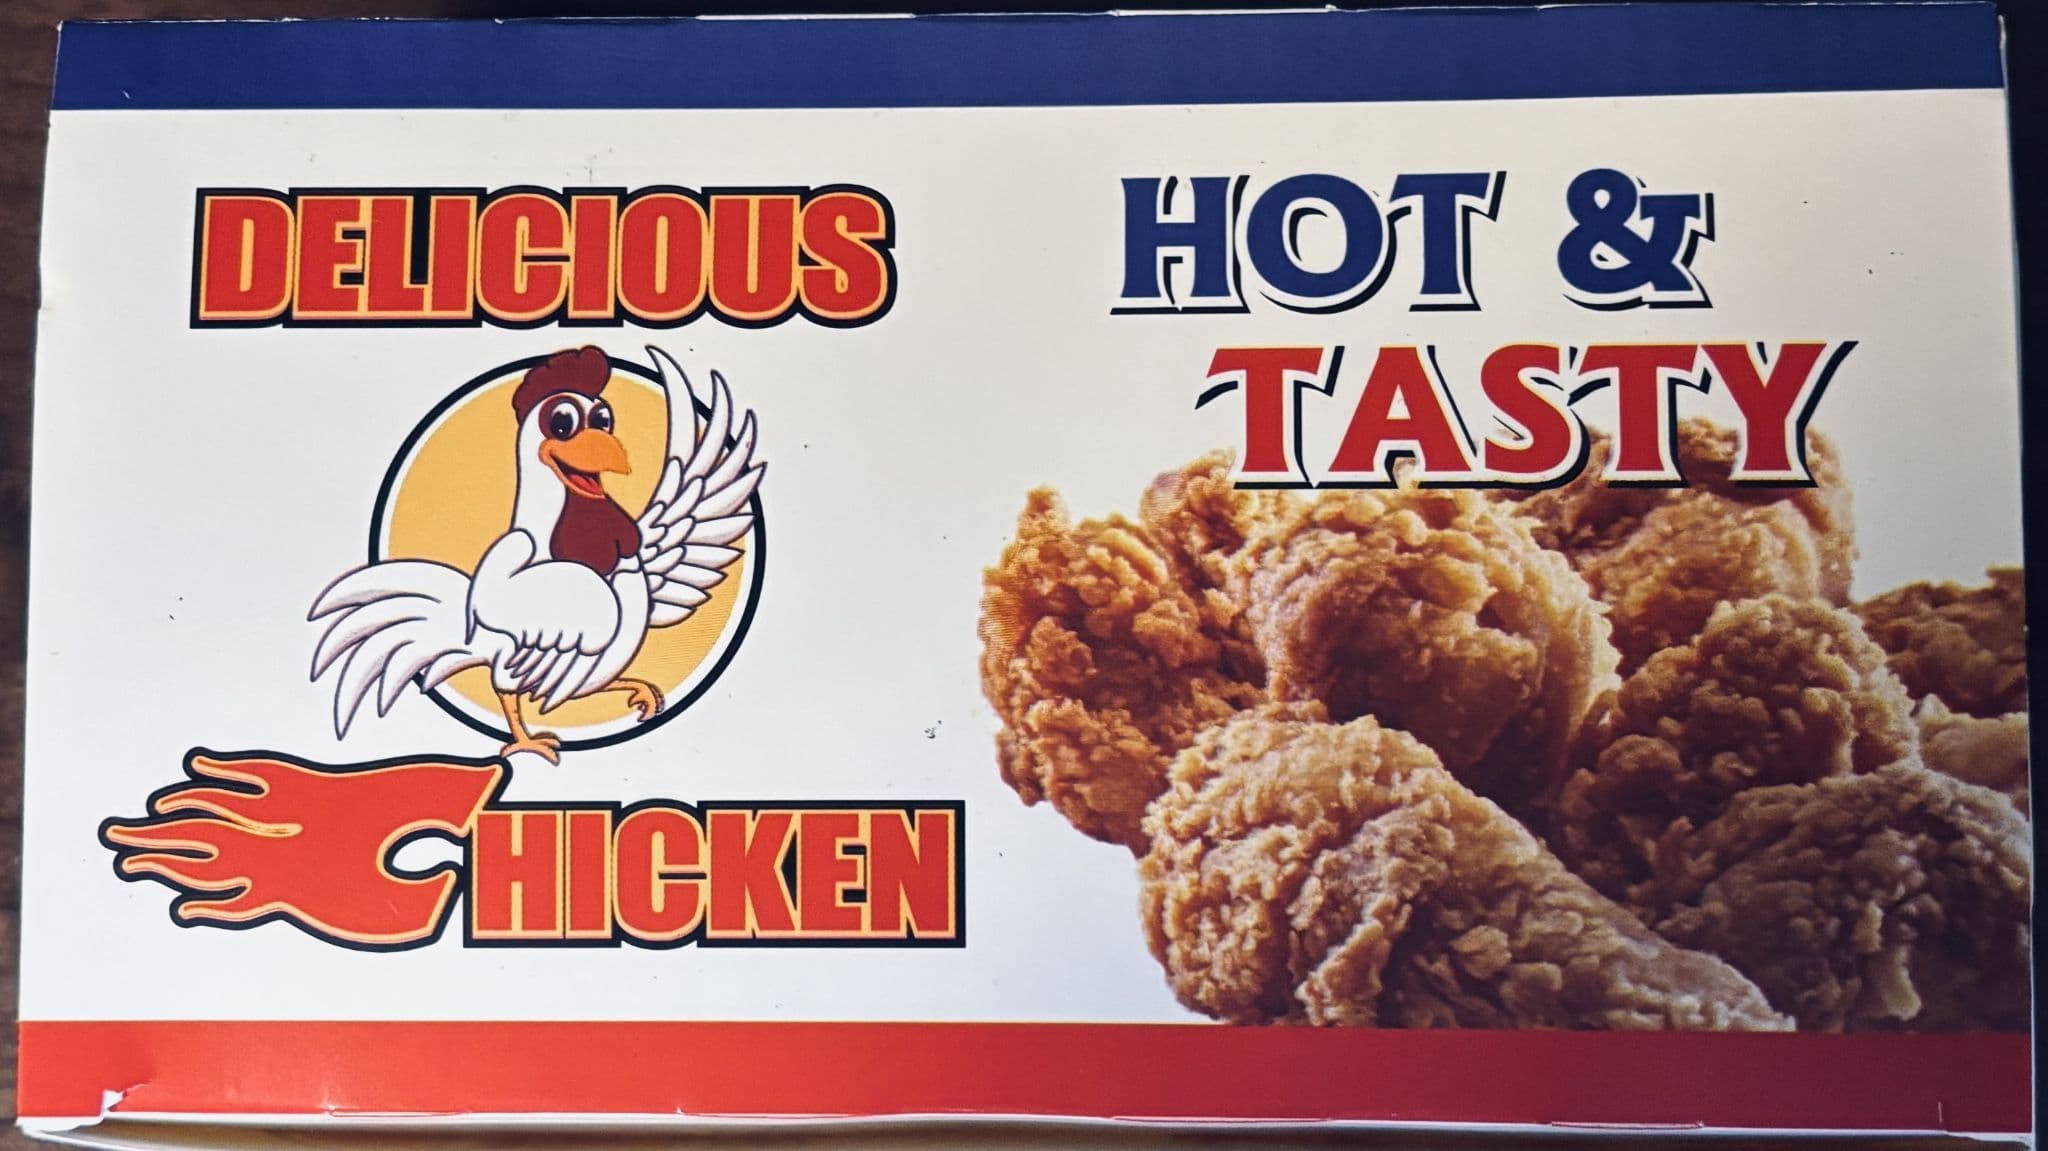 DELICIOUS
CHICKEN
HOT &
TASTY